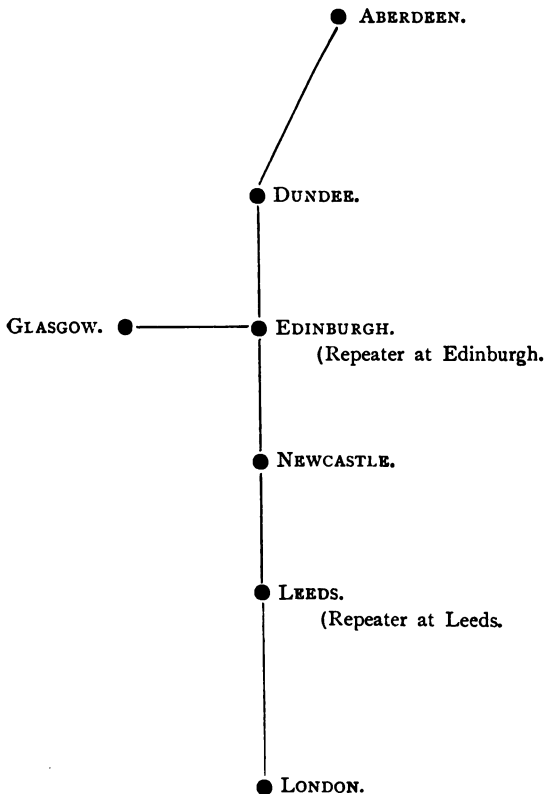 ABERDEEN.
DUNDEE.
GLASGOW.
EDINBURGH.
(Repeater at Edinburgh.
NEWCASTLE.
LEEDS.
(Repeater at Leeds.
LONDON.